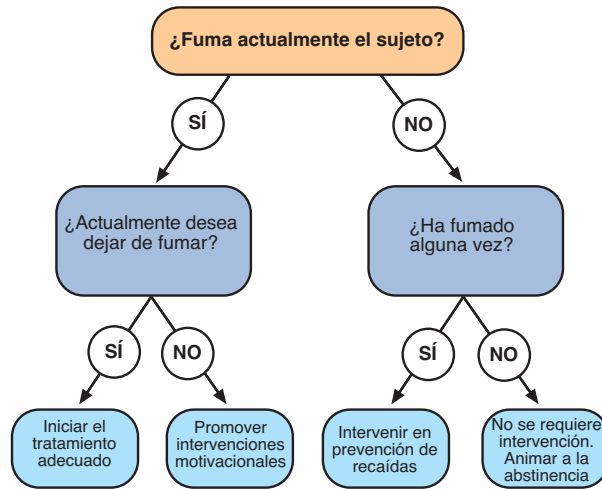 ¿Fuma actualmente el sujeto?
SÍ
NO
¿Actualmente desea
dejar de fumar?
¿Ha fumado
alguna vez?
SÍ
NO
SÍ
NO
Iniciar el
tratamiento
adecuado
Promover
intervenciones
motivacionales
Intervenir en
prevención de
recaídas
No se requiere
intervención.
Animar a la
abstinencia